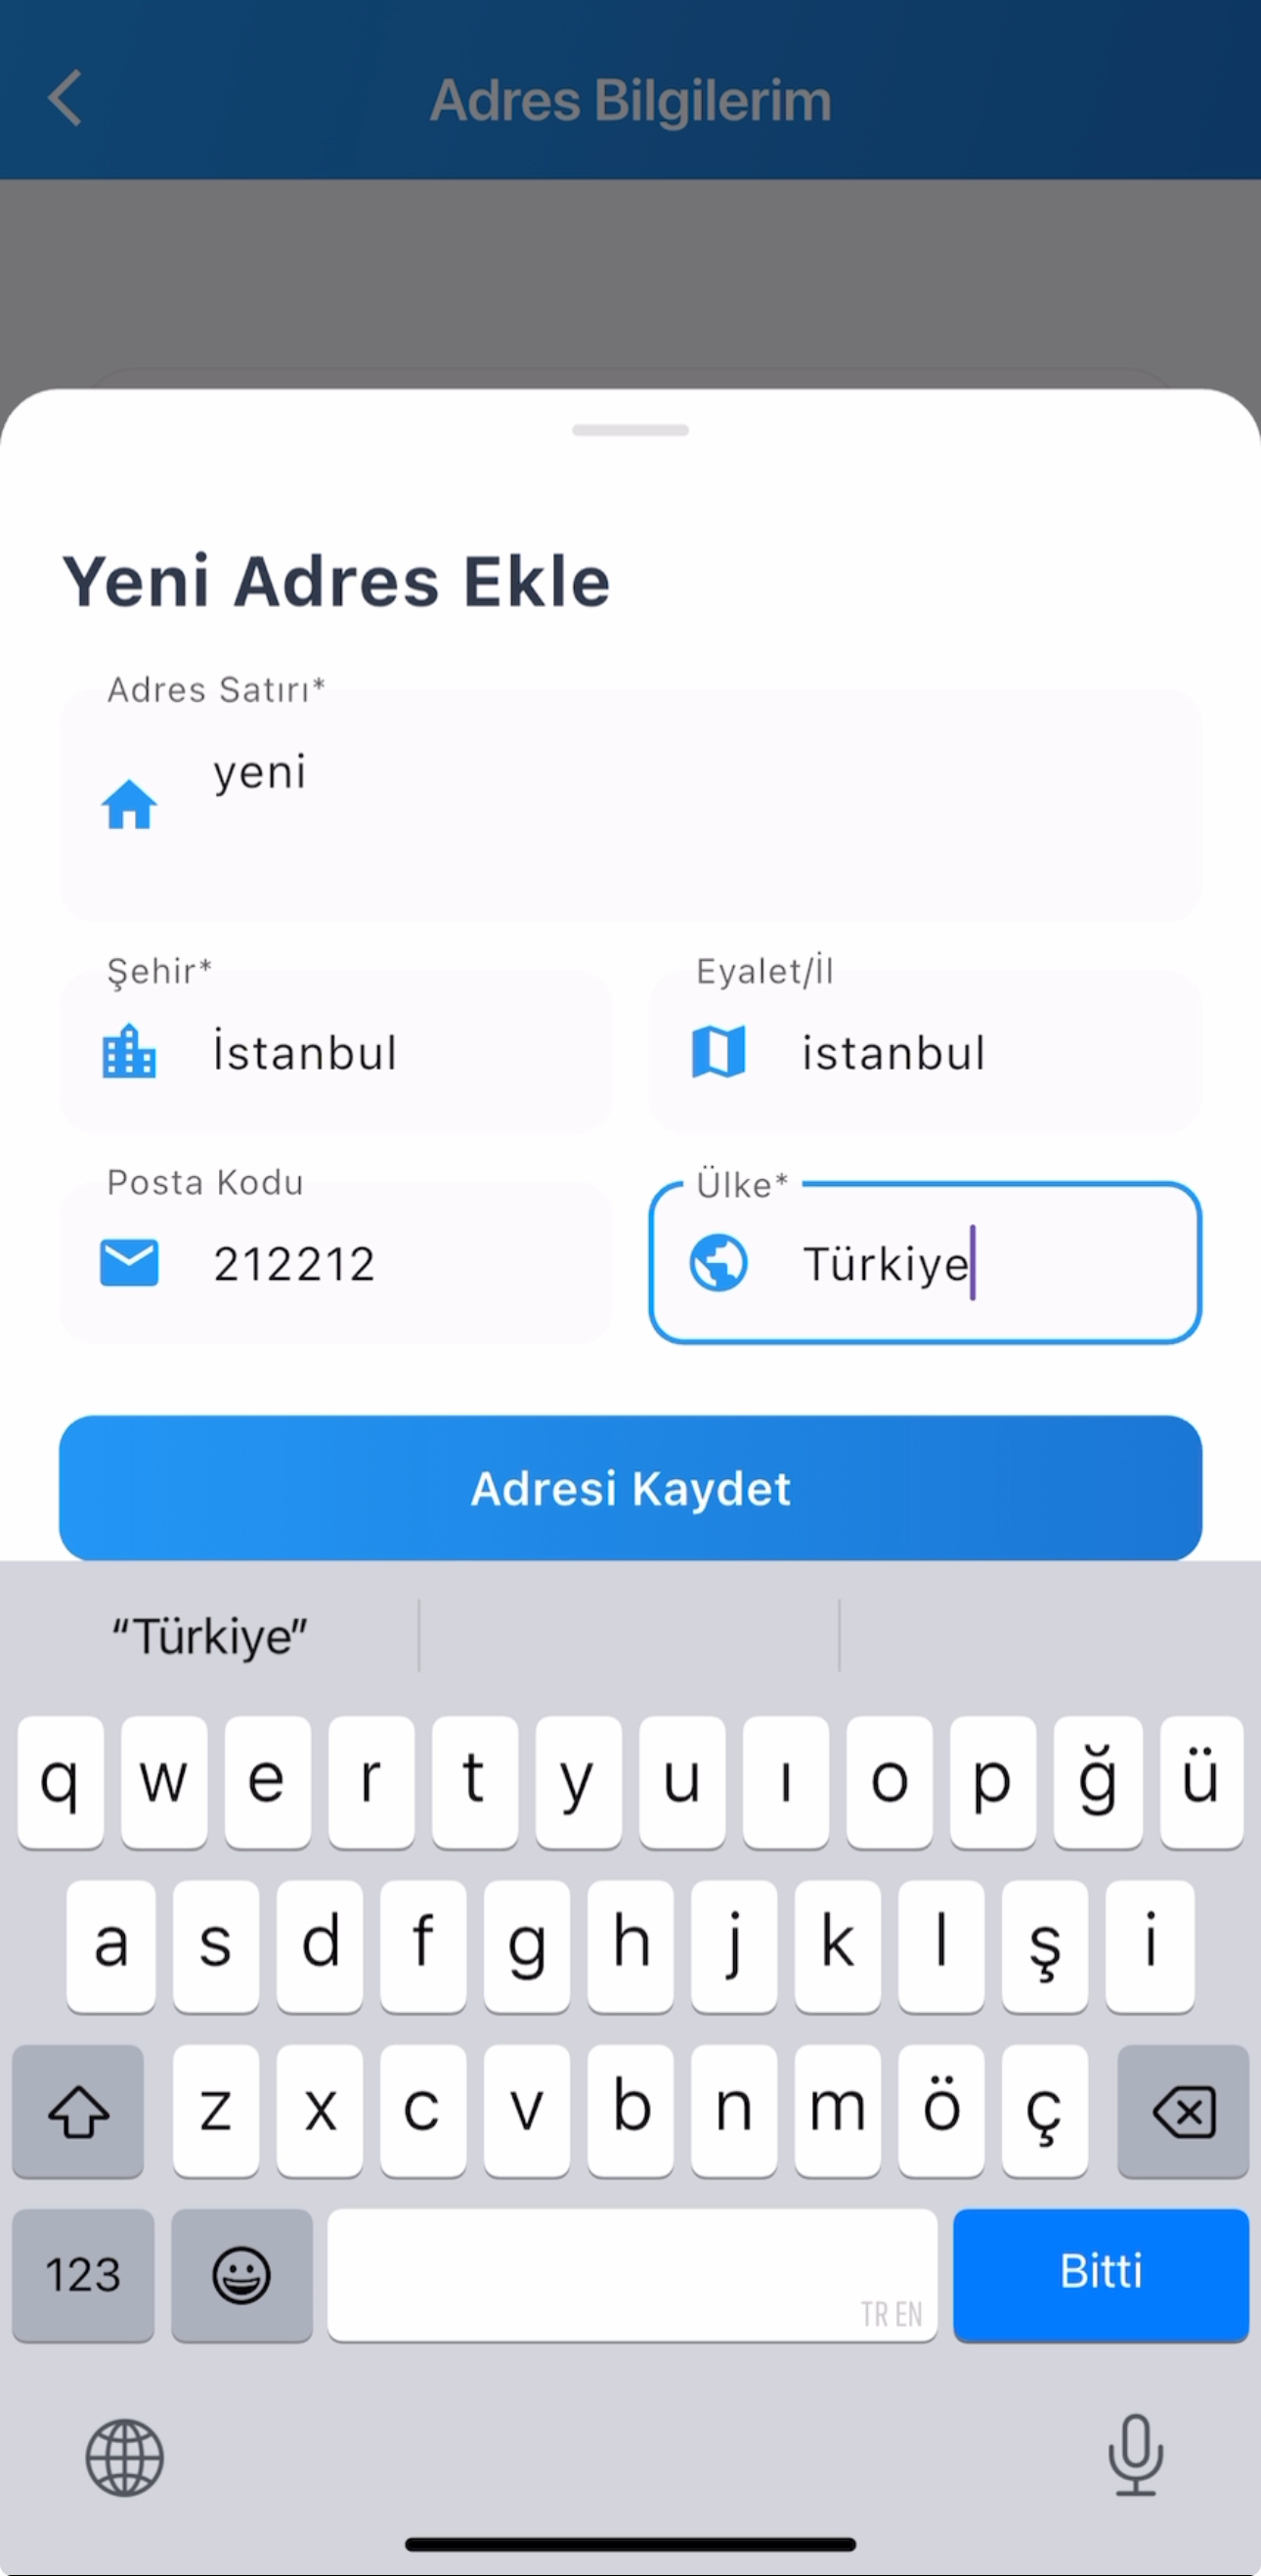 Adres Bilgilerim
Yeni Adres Ekle
Adres Satırı*
yeni
Şehir*
İstanbul
Eyalet/İl
istanbul
Posta Kodu
212212
Ülke*
Türkiye
Adresi Kaydet
“Türkiye”
q w e r t y u ı o p ğ ü
a s d f g h j k l ş i
z x c v b n m ö ç
123
TR EN
Bitti